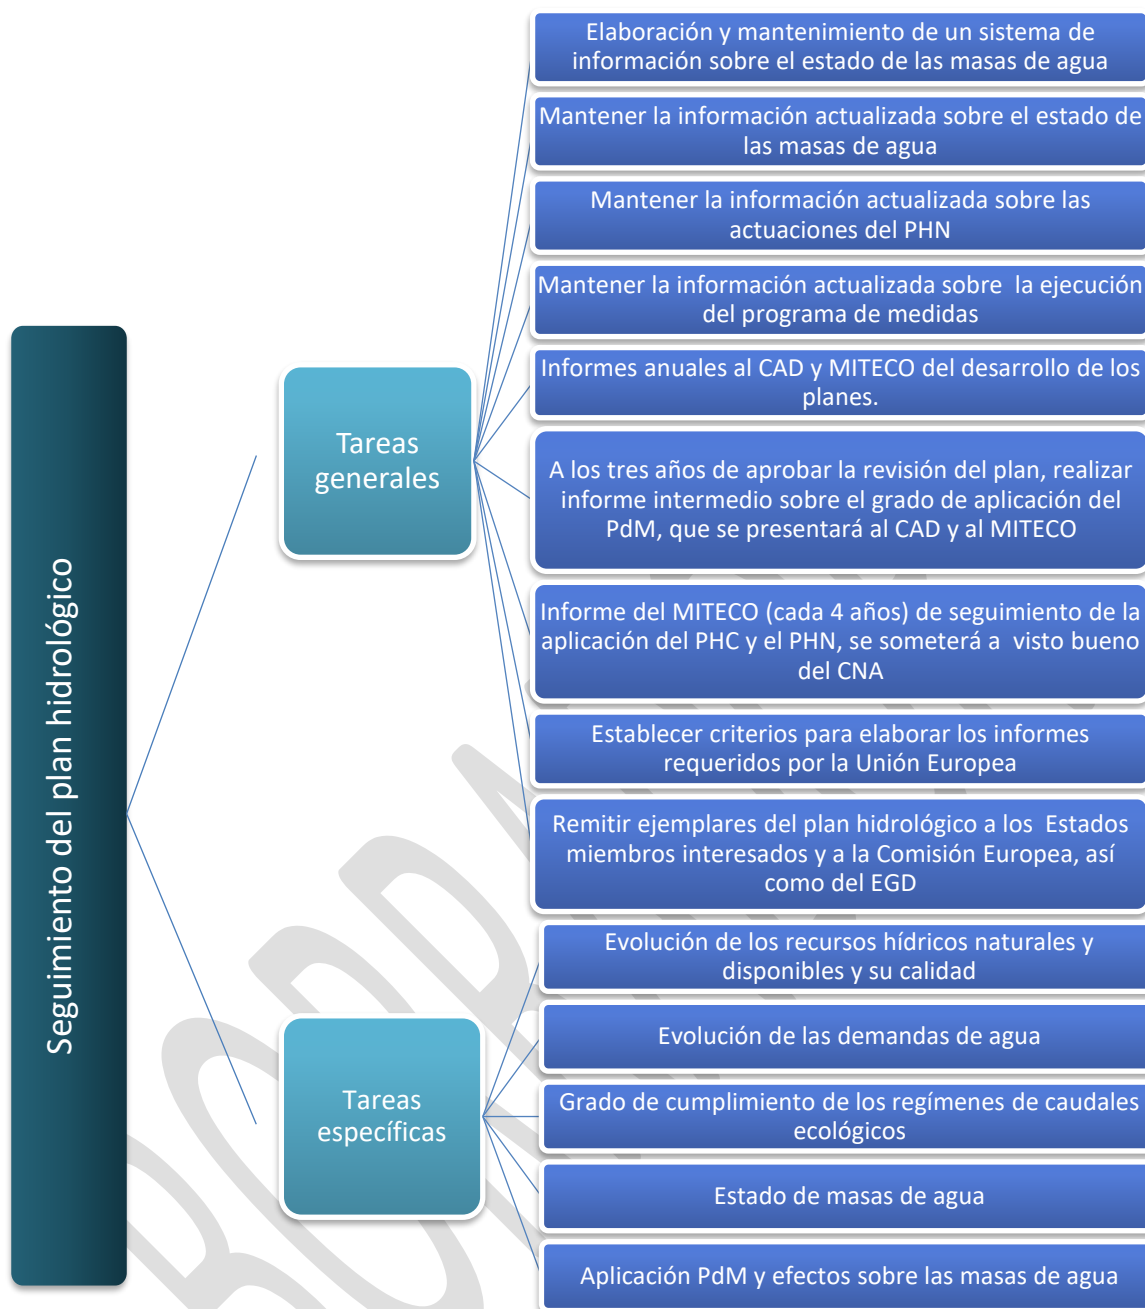 Seguimiento del plan hidrológico
Tareas
generales
Elaboración y mantenimiento de un sistema de
información sobre el estado de las masas de agua
Mantener la información actualizada sobre el estado de
las masas de agua
Mantener la información actualizada sobre las
actuaciones del PHN
Mantener la información actualizada sobre la ejecución
del programa de medidas
Informes anuales al CAD y MITECO del desarrollo de los
planes.
A los tres años de aprobar la revisión del plan, realizar
informe intermedio sobre el grado de aplicación del
PdM, que se presentará al CAD y al MITECO
Informe del MITECO (cada 4 años) de seguimiento de la
aplicación del PHC y el PHN, se someterá a visto bueno
del CNA
Establecer criterios para elaborar los informes
requeridos por la Unión Europea
Remitir ejemplares del plan hidrológico a los Estados
miembros interesados y a la Comisión Europea, así
como del EGD
Tareas
específicas
Evolución de los recursos hídricos naturales y
disponibles y su calidad
Evolución de las demandas de agua
Grado de cumplimiento de los regímenes de caudales
ecológicos
Estado de masas de agua
Aplicación PdM y efectos sobre las masas de agua